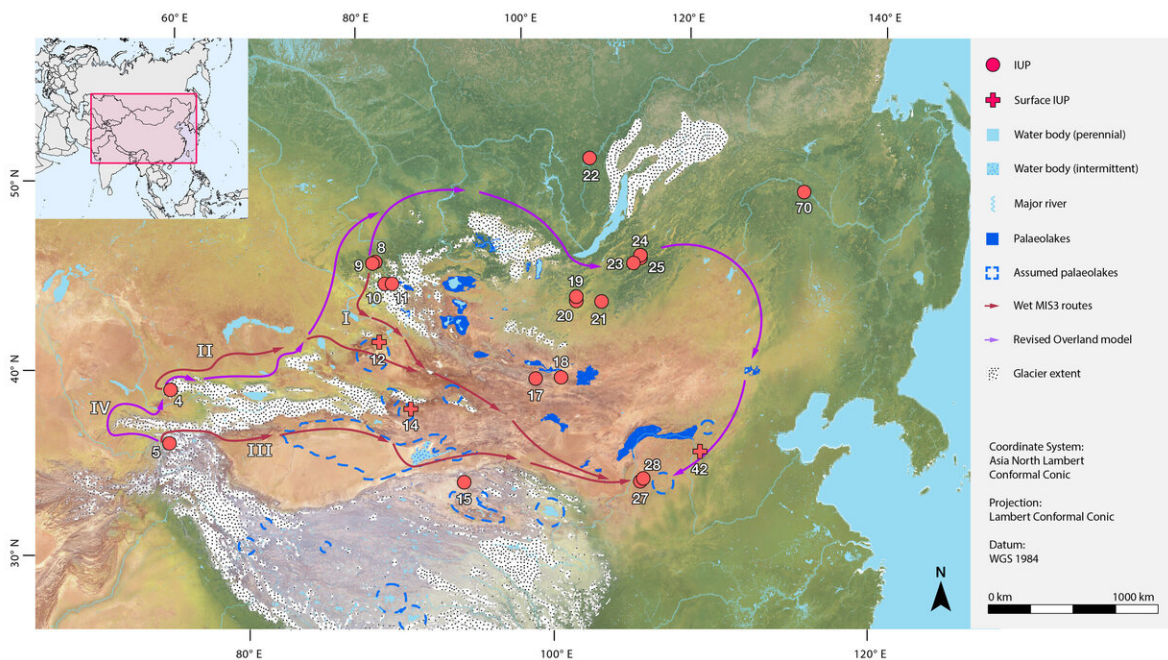 60° E
80° E
100° E
120° E
140° E
50° N
40° N
30° N
80° E
100° E
120° E
22
70
8
9
24
23
25
10
11
19
20
21
I
II
12
18
17
4
IV
14
5
III
42
28
15
27
IUP
Surface IUP
Water body (perennial)
Water body (intermittent)
Major river
Palaeolakes
Assumed palaeolakes
Wet MIS3 routes
Revised Overland model
Glacier extent
Coordinate System:
Asia North Lambert
Conformal Conic
Projection:
Lambert Conformal Conic
Datum:
WGS 1984
N
0 km
1000 km